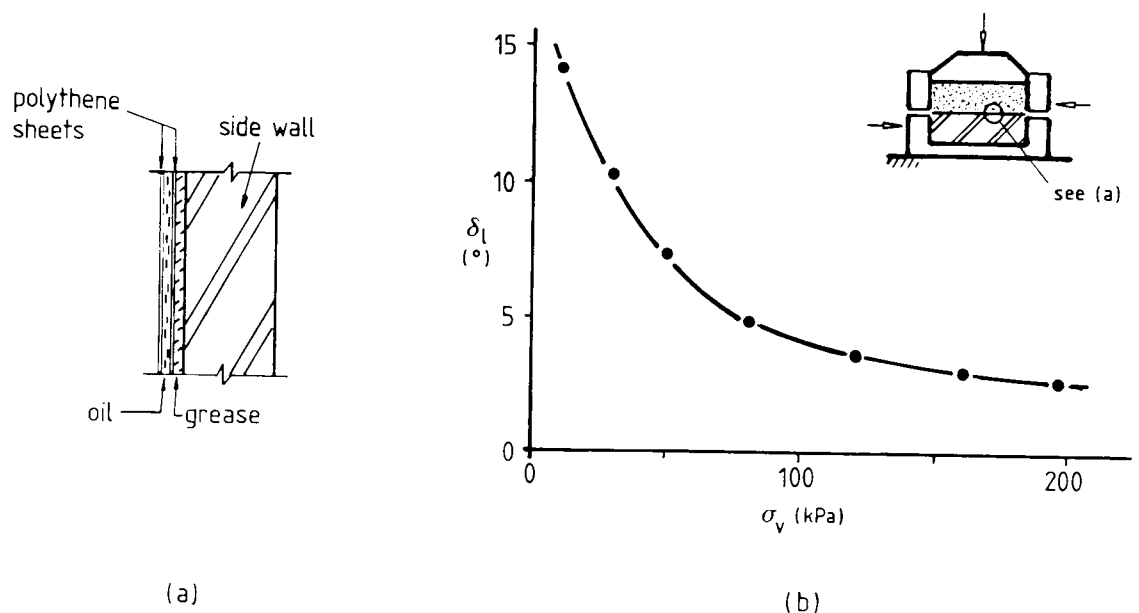 polythene
sheets
side wall
oil
grease
(a)
15
10
5
0
δl
(°)
0
100
200
σv (kPa)
see (a)
(b)